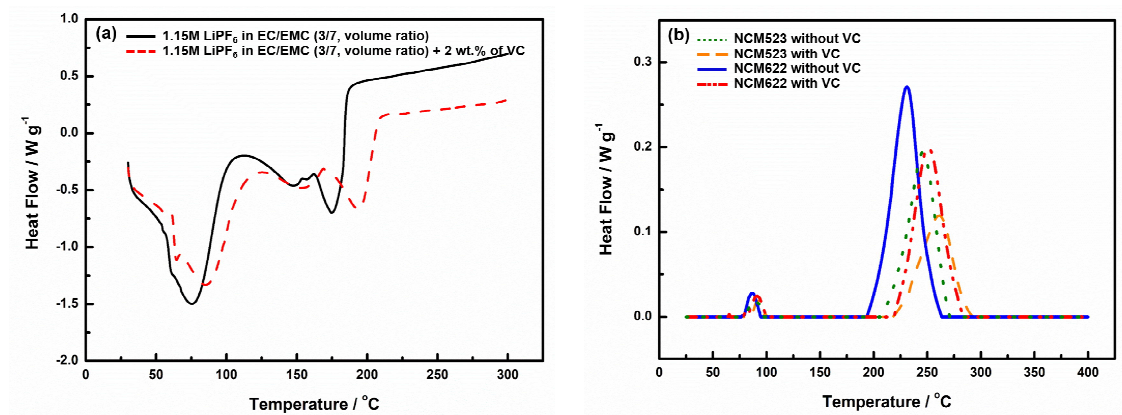 (a)
1.15M LiPF6 in EC/EMC (3/7, volume ratio)
1.15M LiPF6 in EC/EMC (3/7, volume ratio) + 2 wt.% of VC
1.0
0.5
0.0
-0.5
-1.0
-1.5
-2.0
Heat Flow / W g-1
0 50 100 150 200 250 300
Temperature / oC
(b)
NCM523 without VC
NCM523 with VC
NCM622 without VC
NCM622 with VC
0.3
0.2
0.1
0.0
Heat Flow / W g-1
0 50 100 150 200 250 300 350 400
Temperature / oC